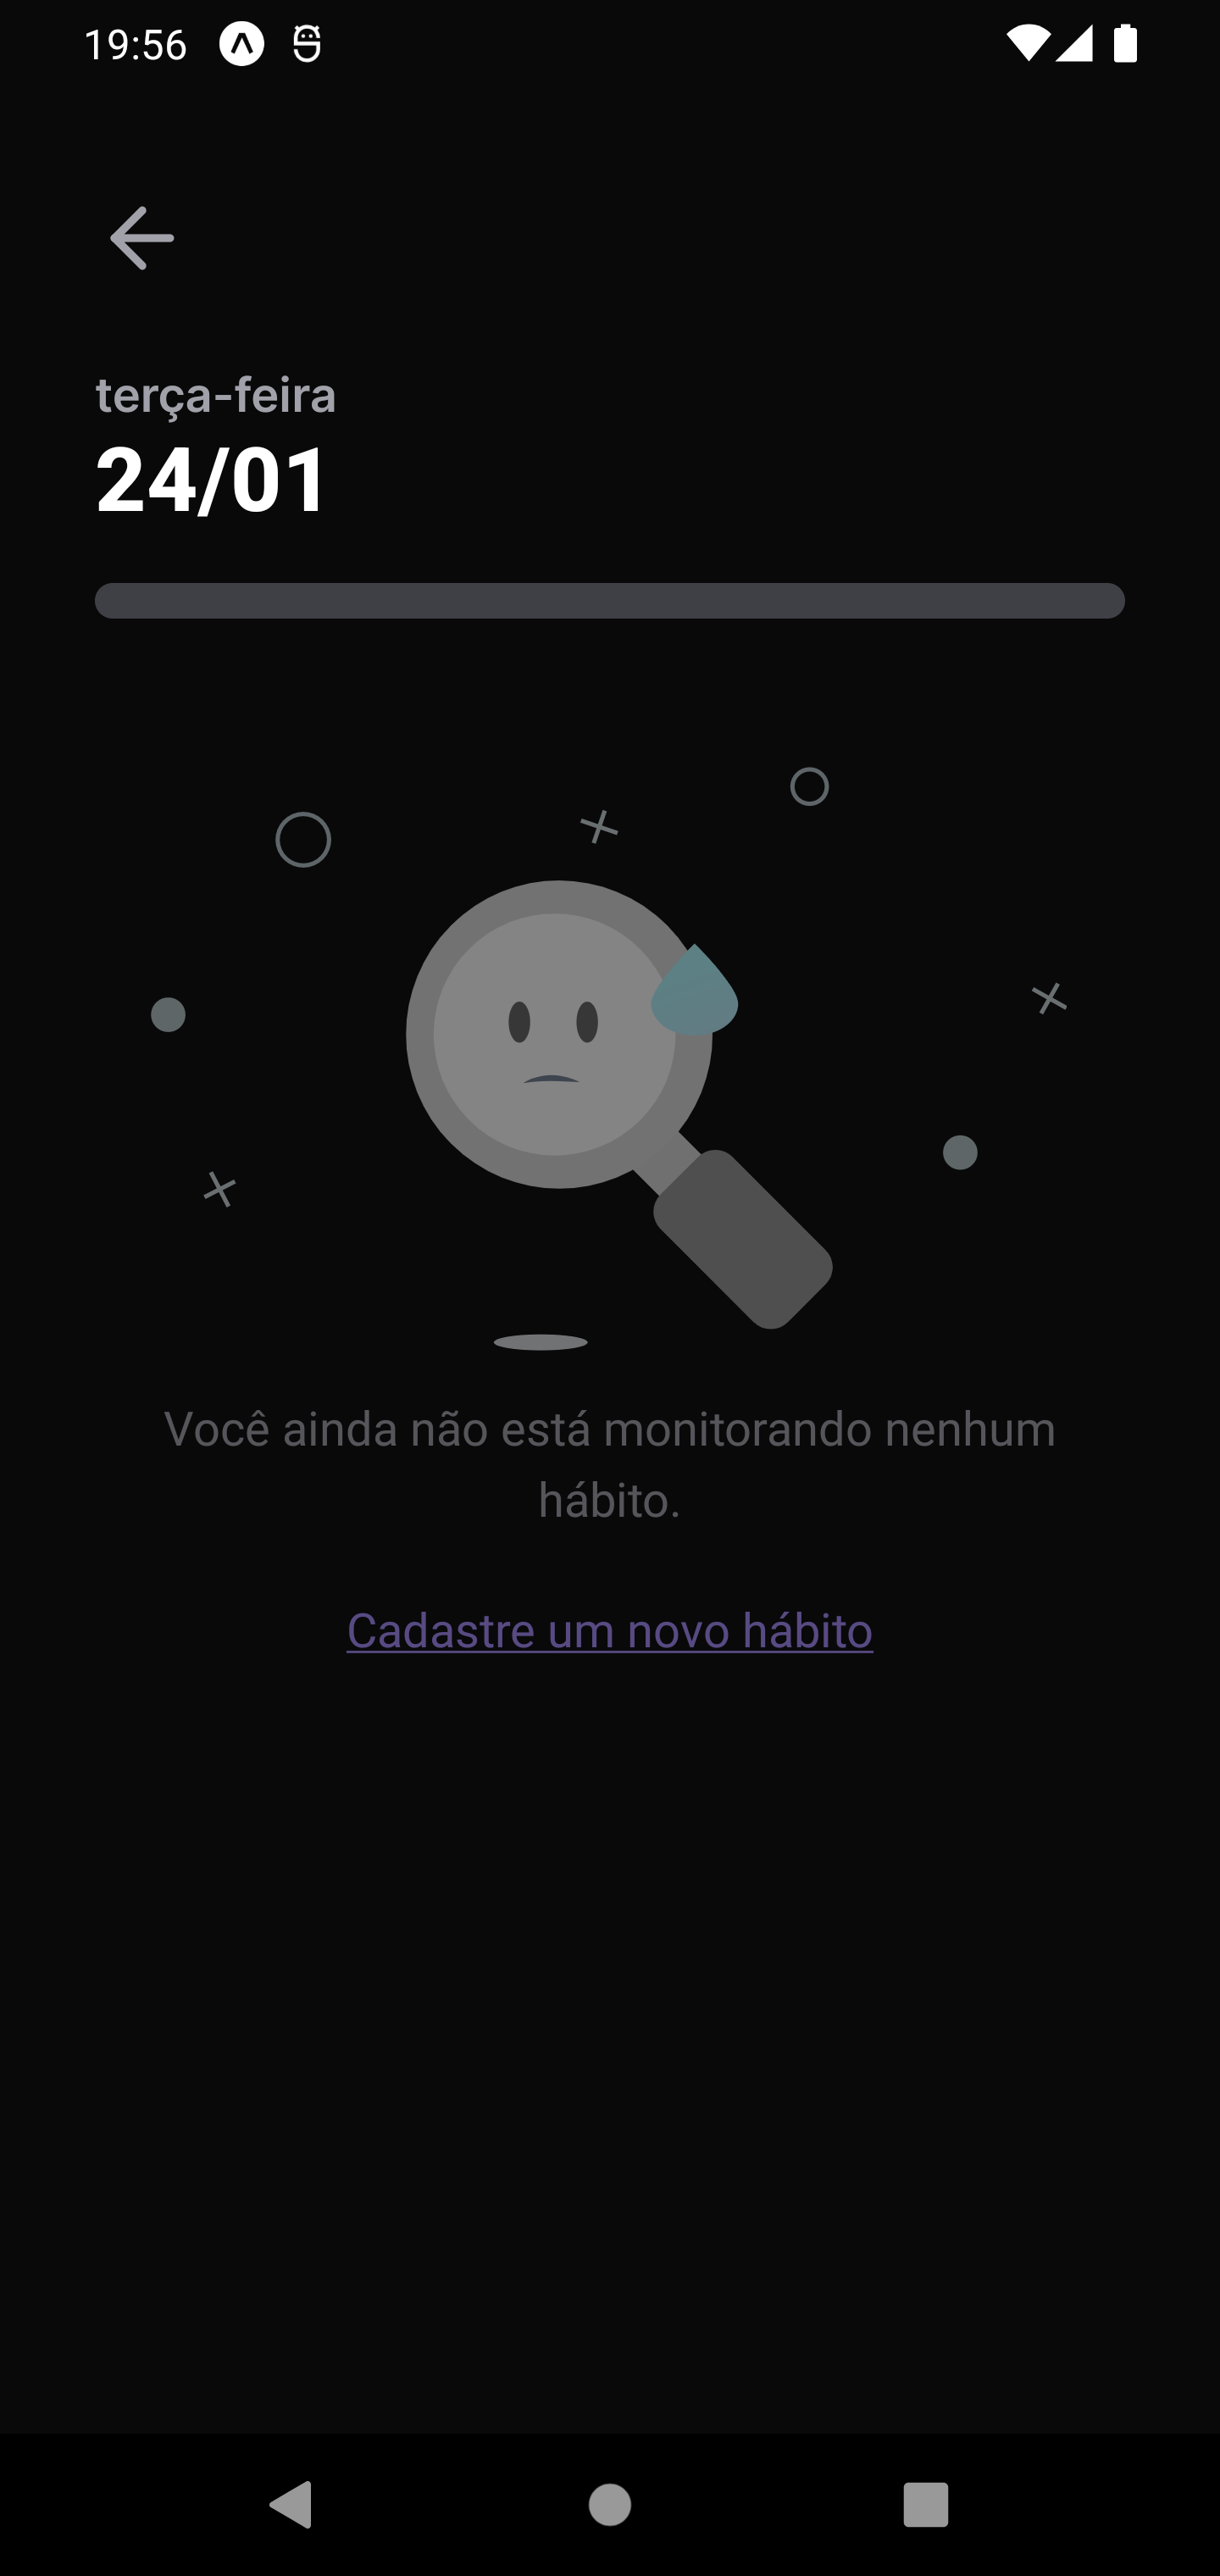 19:56
terça-feira
24/01
Você ainda não está monitorando nenhum
hábito.
Cadastre um novo hábito